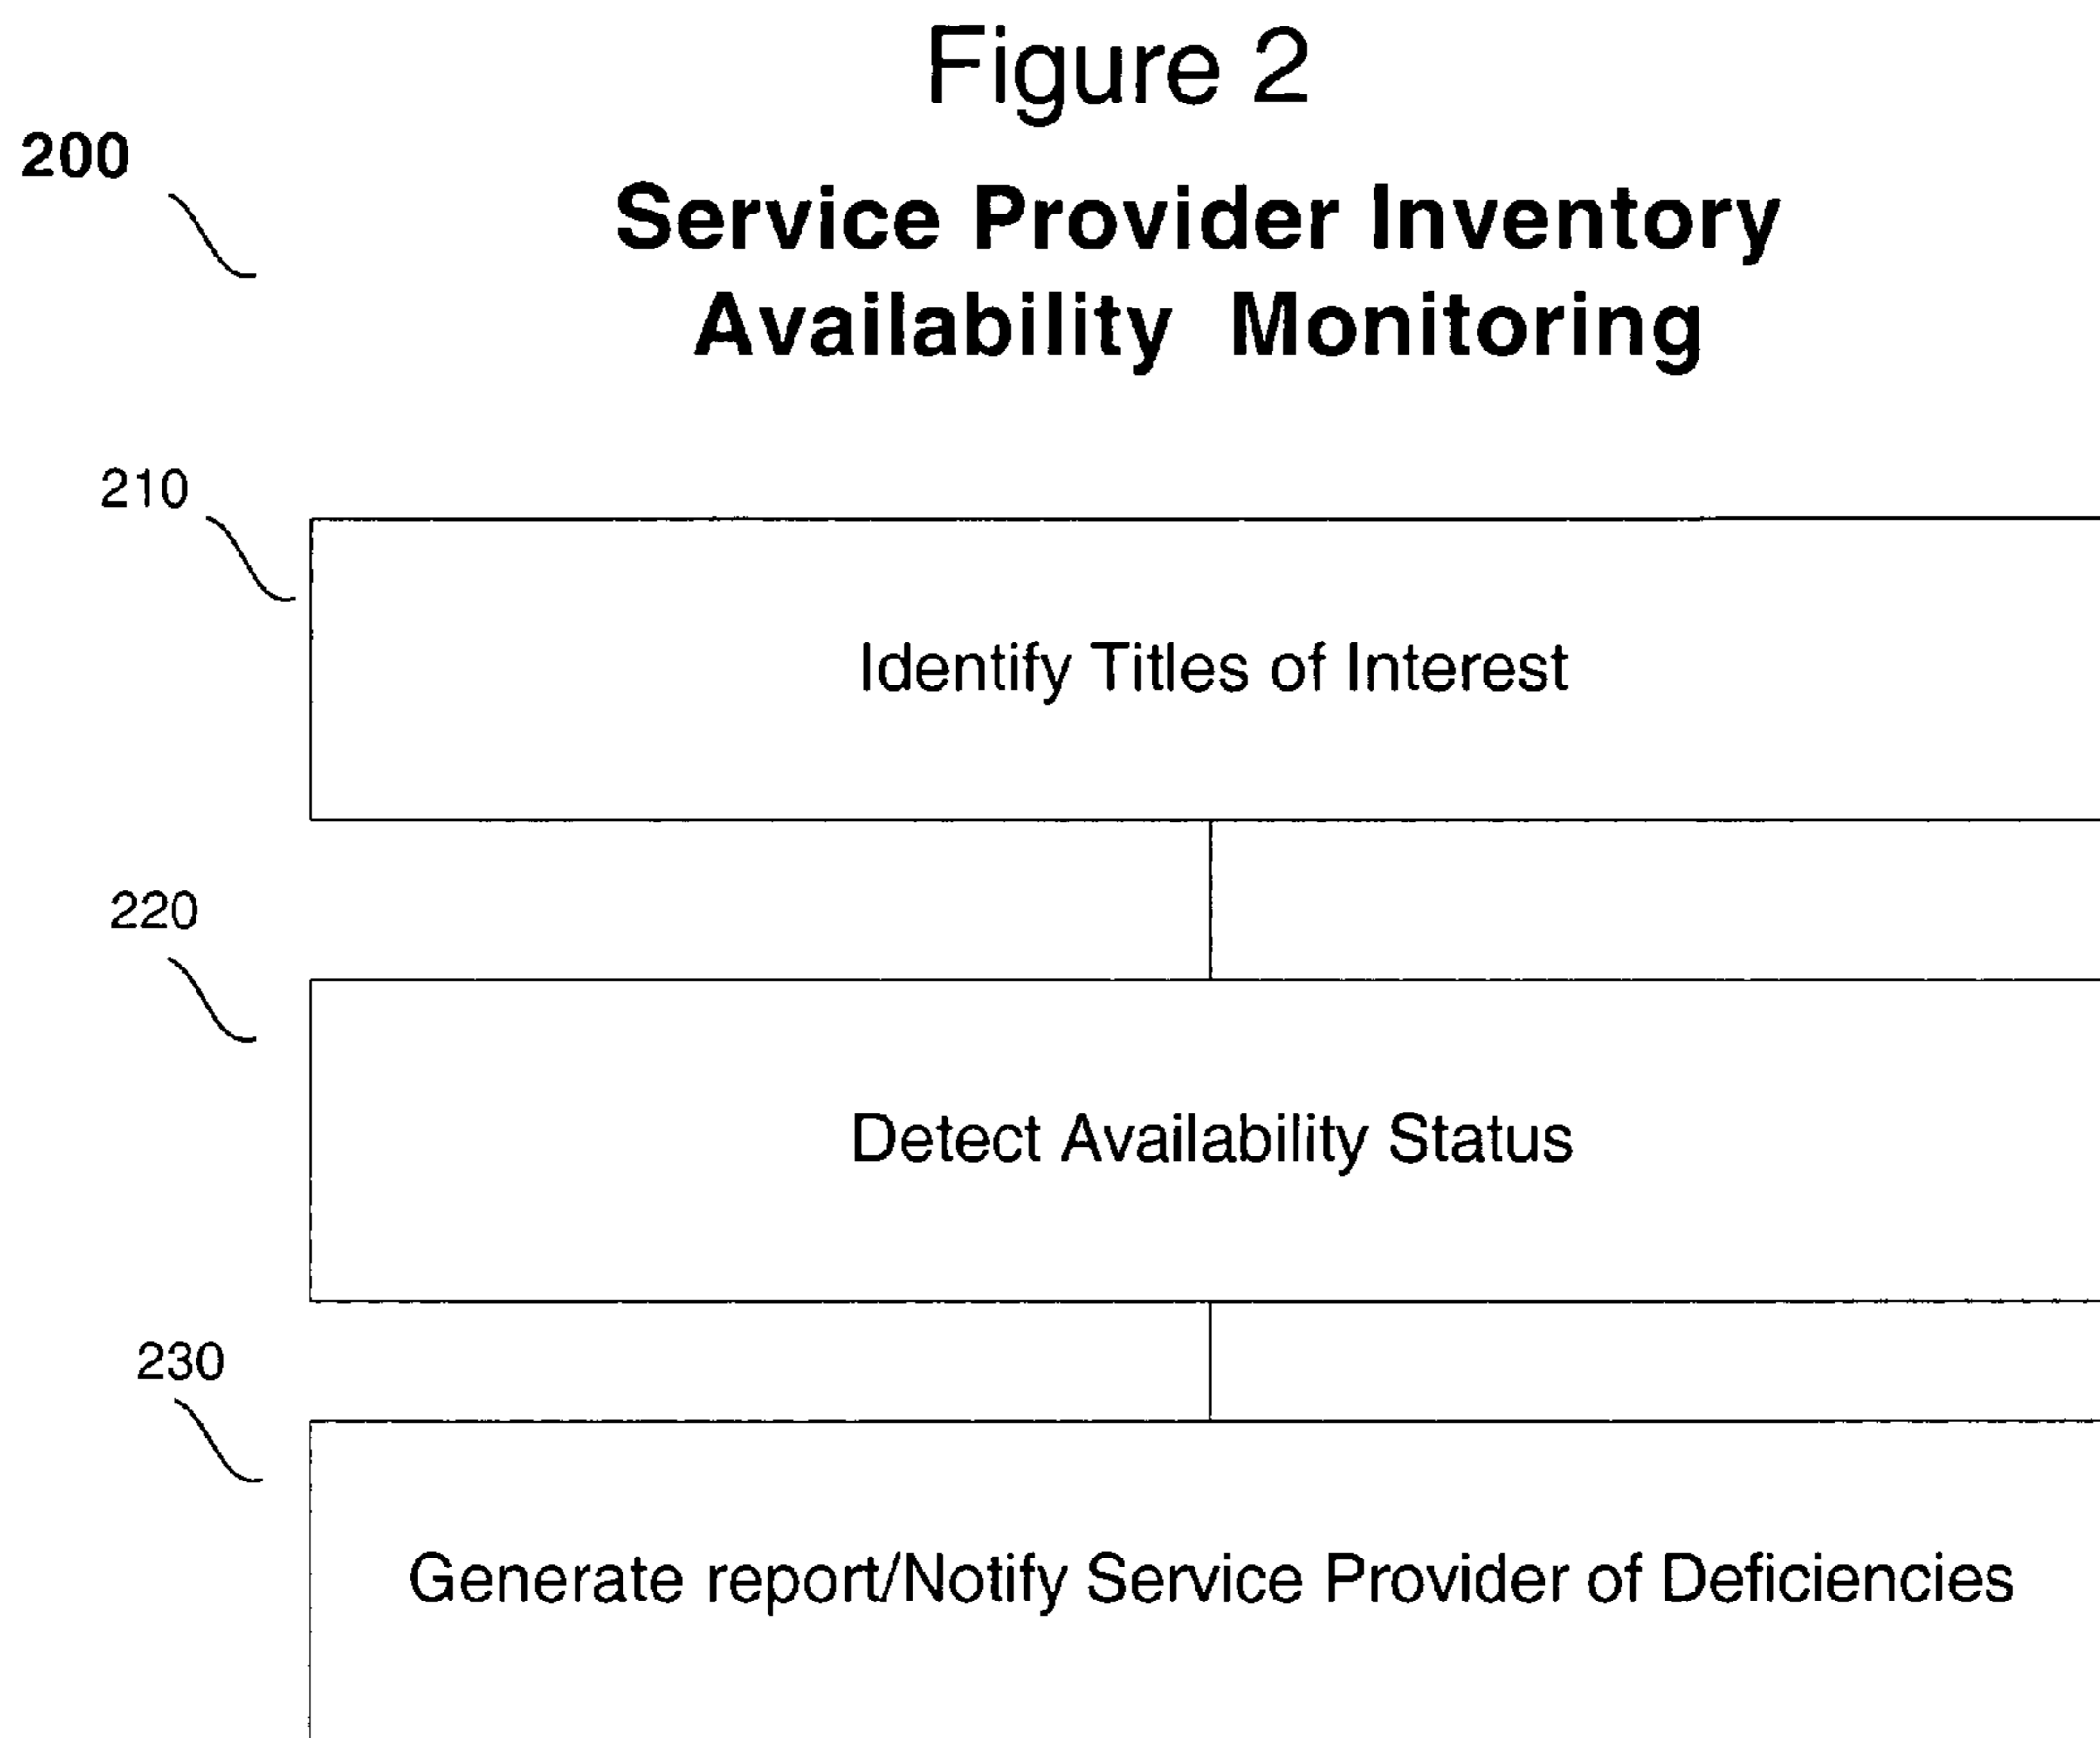 Figure 2
200
Service Provider Inventory
Availability Monitoring
210
Identify Titles of Interest
220
Detect Availability Status
230
Generate report/Notify Service Provider of Deficiencies